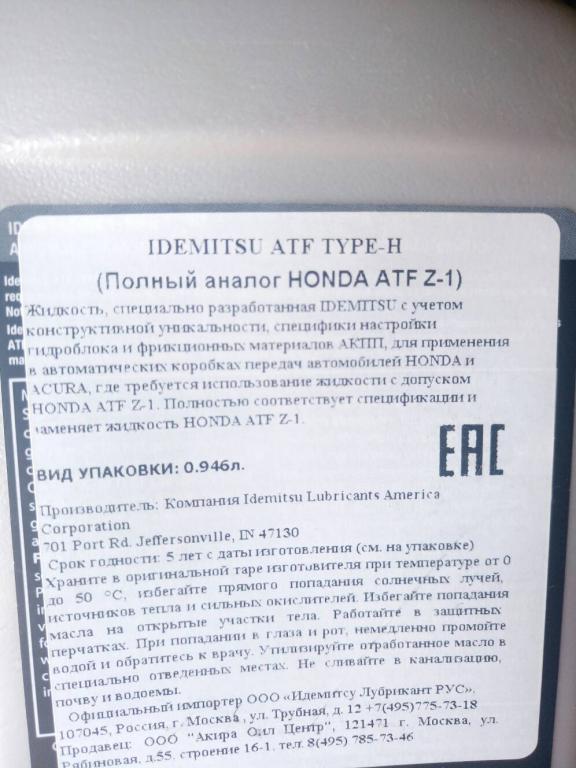 IDEMITSU ATF TYPE-H
(Полный аналог HONDA ATF Z-1)
Жидкость, специально разработанная IDEMITSU с учетом
конструктивной уникальности, специфики настройки
гидроблока и фрикционных материалов АКПП, для применения
в автоматических коробках передач автомобилей HONDA и
ACURA, где требуется использование жидкости с допуском
HONDA ATF Z-1. Полностью соответствует спецификации и
заменяет жидкость HONDA ATF Z-1.
EAC
ВИД УПАКОВКИ: 0.946л.
Производитель: Компания Idemitsu Lubricants America
Corporation
701 Port Rd. Jeffersonville, IN 47130
Срок годности: 5 лет с даты изготовления (см. на упаковке)
Храните в оригинальной таре изготовителя при температуре от 0
до 50 °С, избегайте прямого попадания солнечных лучей,
источников тепла и сильных окислителей. Избегайте попадания
масла на открытые участки тела. Работайте в защитных
перчатках. При попадании в глаза и рот, немедленно промойте
водой и обратитесь к врачу. Утилизируйте отработанное масло в
специально отведенных местах. Не сливайте в канализацию,
почву и водоемы.
Официальный импортер ООО «Идемитсу Лубрикант РУС»,
107045, Россия, г. Москва , ул. Трубная, д. 12 +7(495)775-73-18
Продавец: ООО "Акира Оил Центр", 121471 г. Москва, ул.
Рябиновая, д.55, строение 16-1, тел. 8(495) 785-73-46